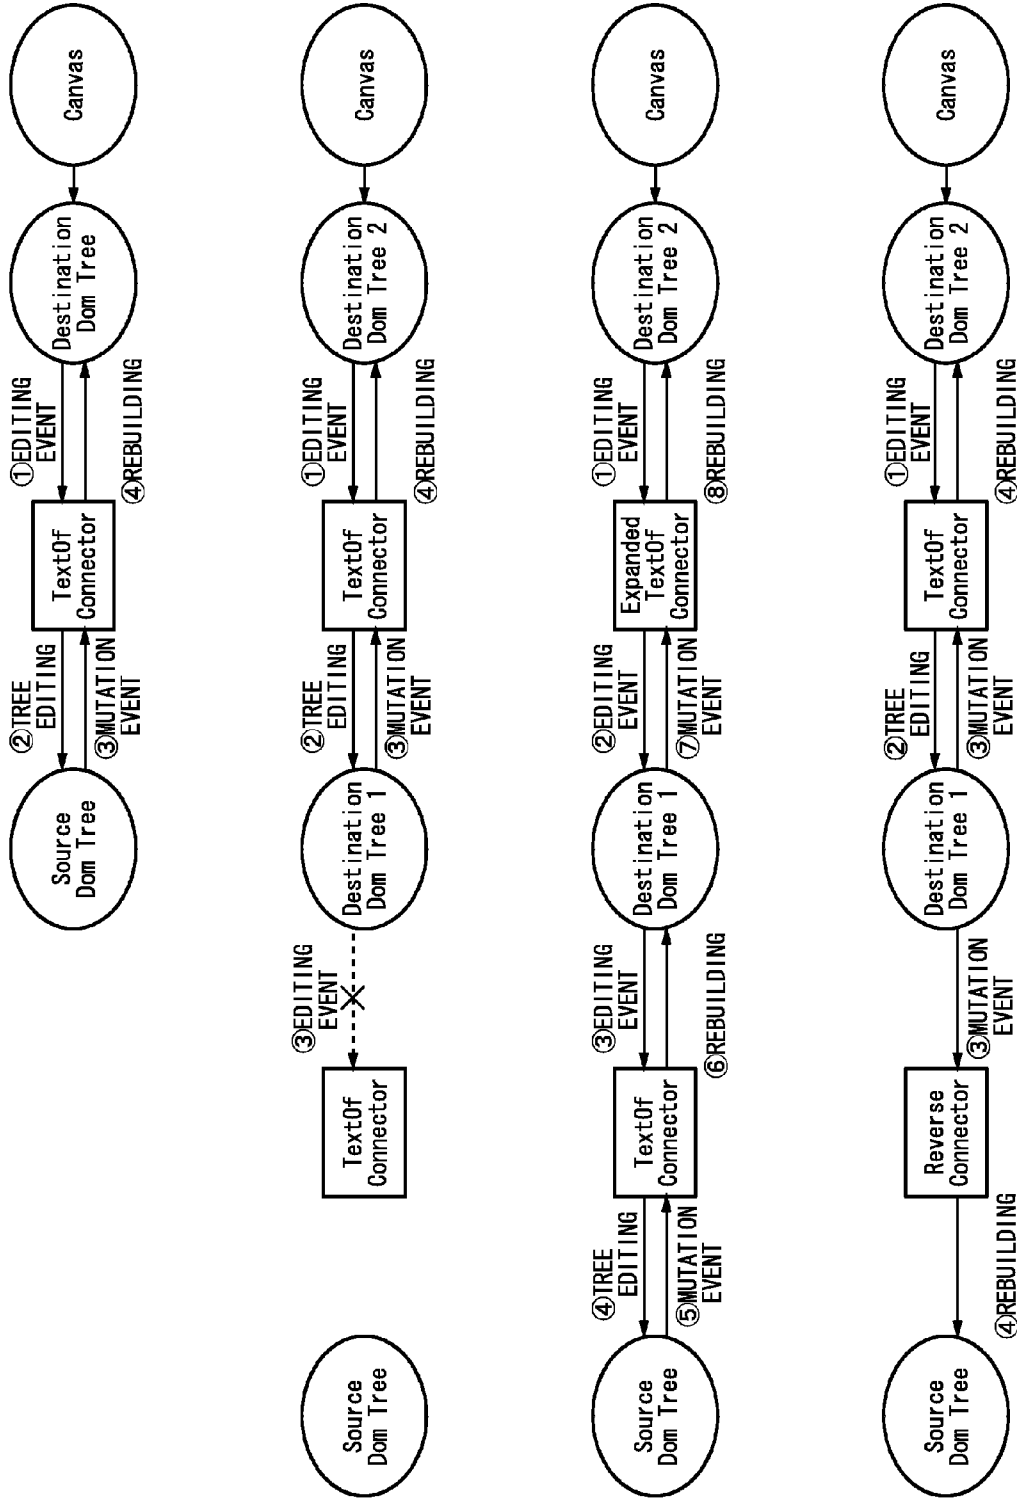 Source
Dom Tree
②TREE
EDITING
③MUTATION
EVENT
TextOf
Connector
①EDITING
EVENT
④REBUILDING
Destination
Dom Tree
Canvas
Source
Dom Tree
TextOf
Connector
③EDITING
EVENT
Destination
Dom Tree 1
②TREE
EDITING
③MUTATION
EVENT
TextOf
Connector
①EDITING
EVENT
④REBUILDING
Destination
Dom Tree 2
Canvas
Source
Dom Tree
④TREE
EDITING
⑤MUTATION
EVENT
TextOf
Connector
③EDITING
EVENT
⑥REBUILDING
Destination
Dom Tree 1
②EDITING
EVENT
⑦MUTATION
EVENT
Expanded
TextOf
Connector
①EDITING
EVENT
⑧REBUILDING
Destination
Dom Tree 2
Canvas
Source
Dom Tree
④REBUILDING
Reverse
Connector
③MUTATION
EVENT
Destination
Dom Tree 1
②TREE
EDITING
③MUTATION
EVENT
TextOf
Connector
①EDITING
EVENT
④REBUILDING
Destination
Dom Tree 2
Canvas